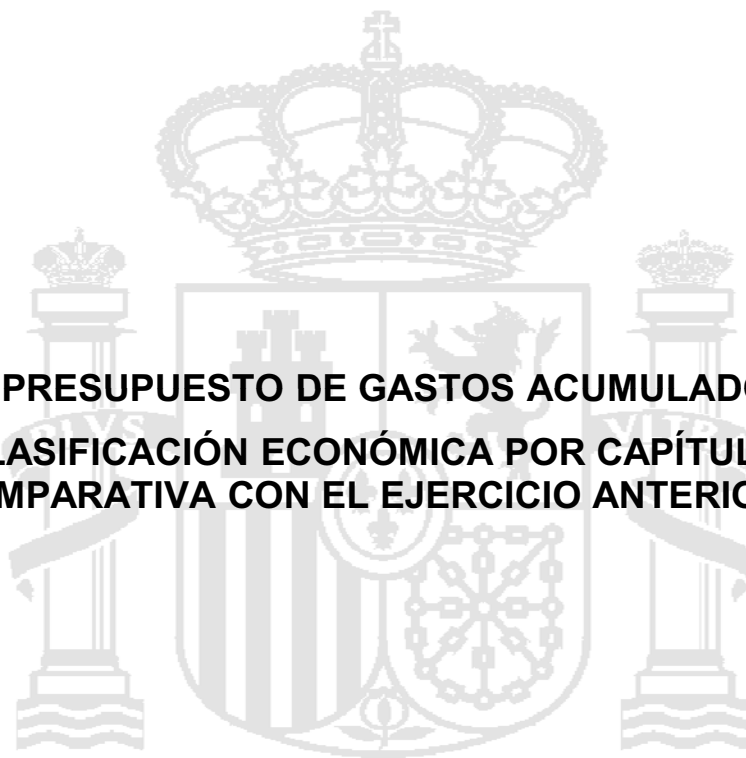 PRESUPUESTO DE GASTOS ACUMULADO
LASIFICACIÓN ECONÓMICA POR CAPÍTUL
MPARATIVA CON EL EJERCICIO ANTERIO